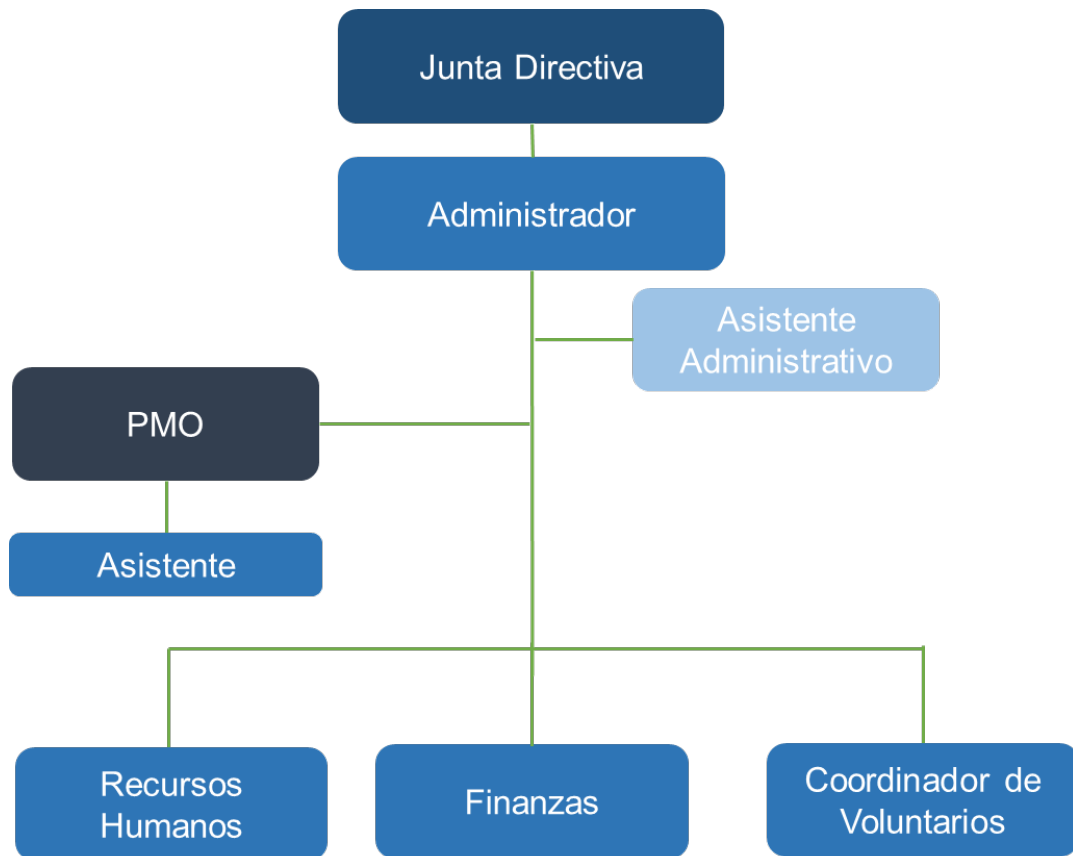 Junta Directiva
Administrador
Asistente
Administrativo
PMO
Asistente
Recursos
Humanos
Finanzas
Coordinador de
Voluntarios